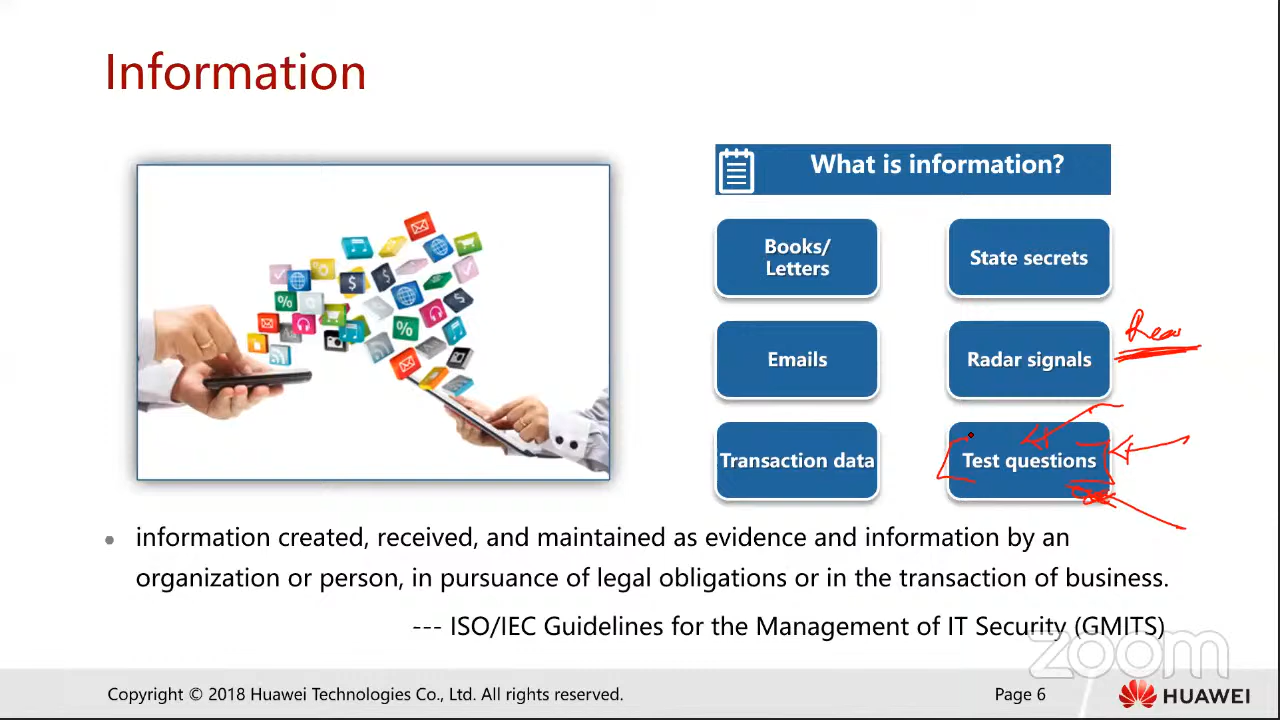 Information
What is information?
Books/
Letters
State secrets
Emails
Radar signals
Transaction data
Test questions
information created, received, and maintained as evidence and information by an
organization or person, in pursuance of legal obligations or in the transaction of business.
--- ISO/IEC Guidelines for the Management of IT Security (GMITS)
zoom
Copyright © 2018 Huawei Technologies Co., Ltd. All rights reserved.
Page 6
HUAWEI